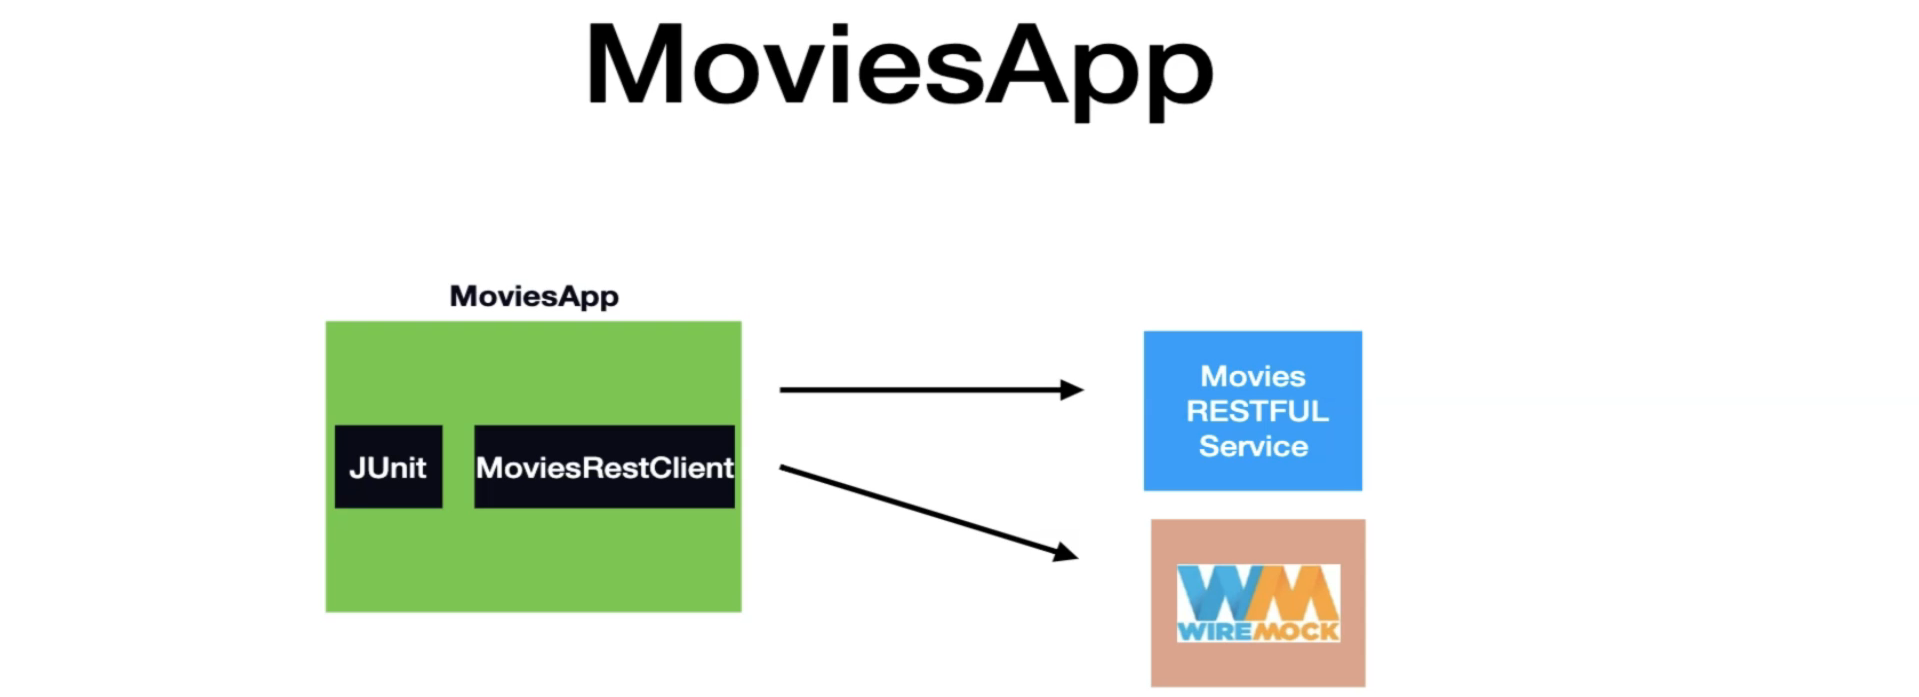 MoviesApp
MoviesApp
JUnit
MoviesRestClient
Movies
RESTFUL
Service
WM
WIREMOCK